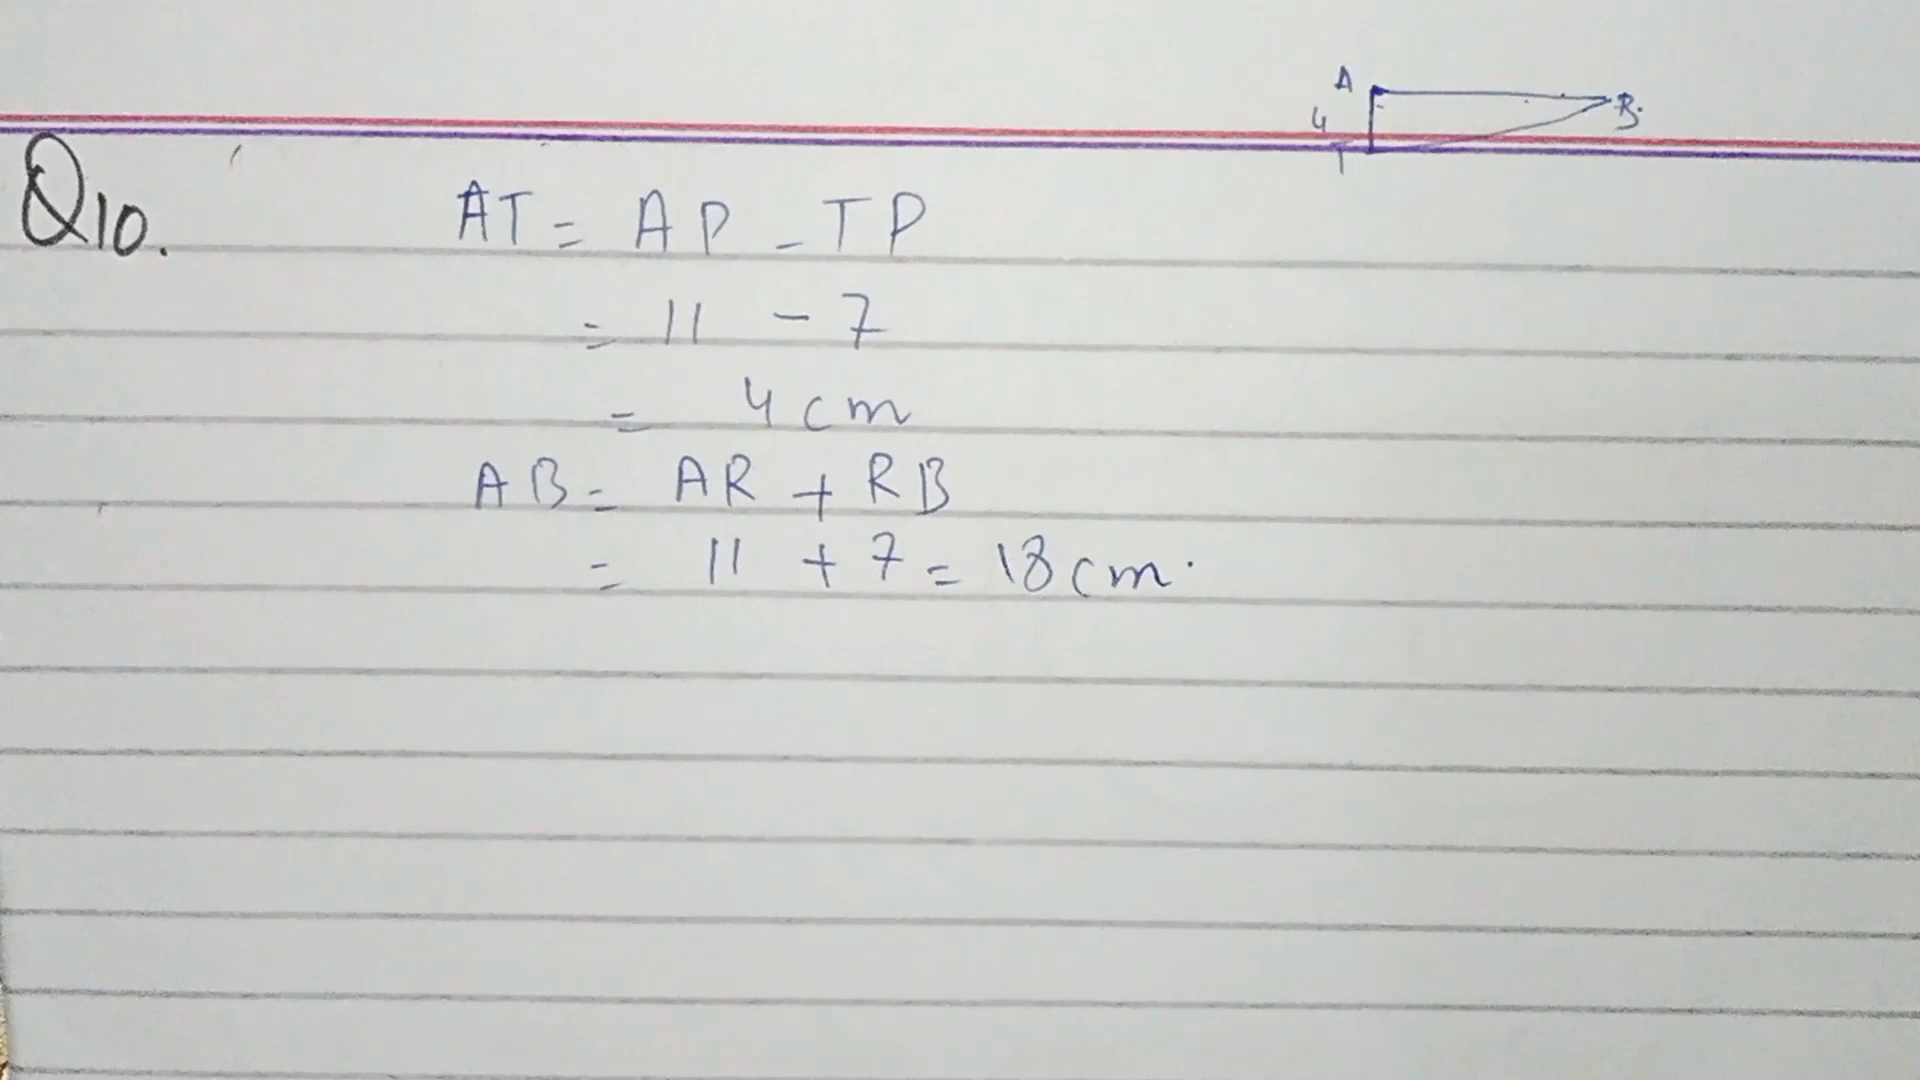 A
B.
4
T
Q10.
AT = AP - TP
= 11 - 7
= 4 cm
AB = AR + RB
= 11 + 7 = 18 cm.